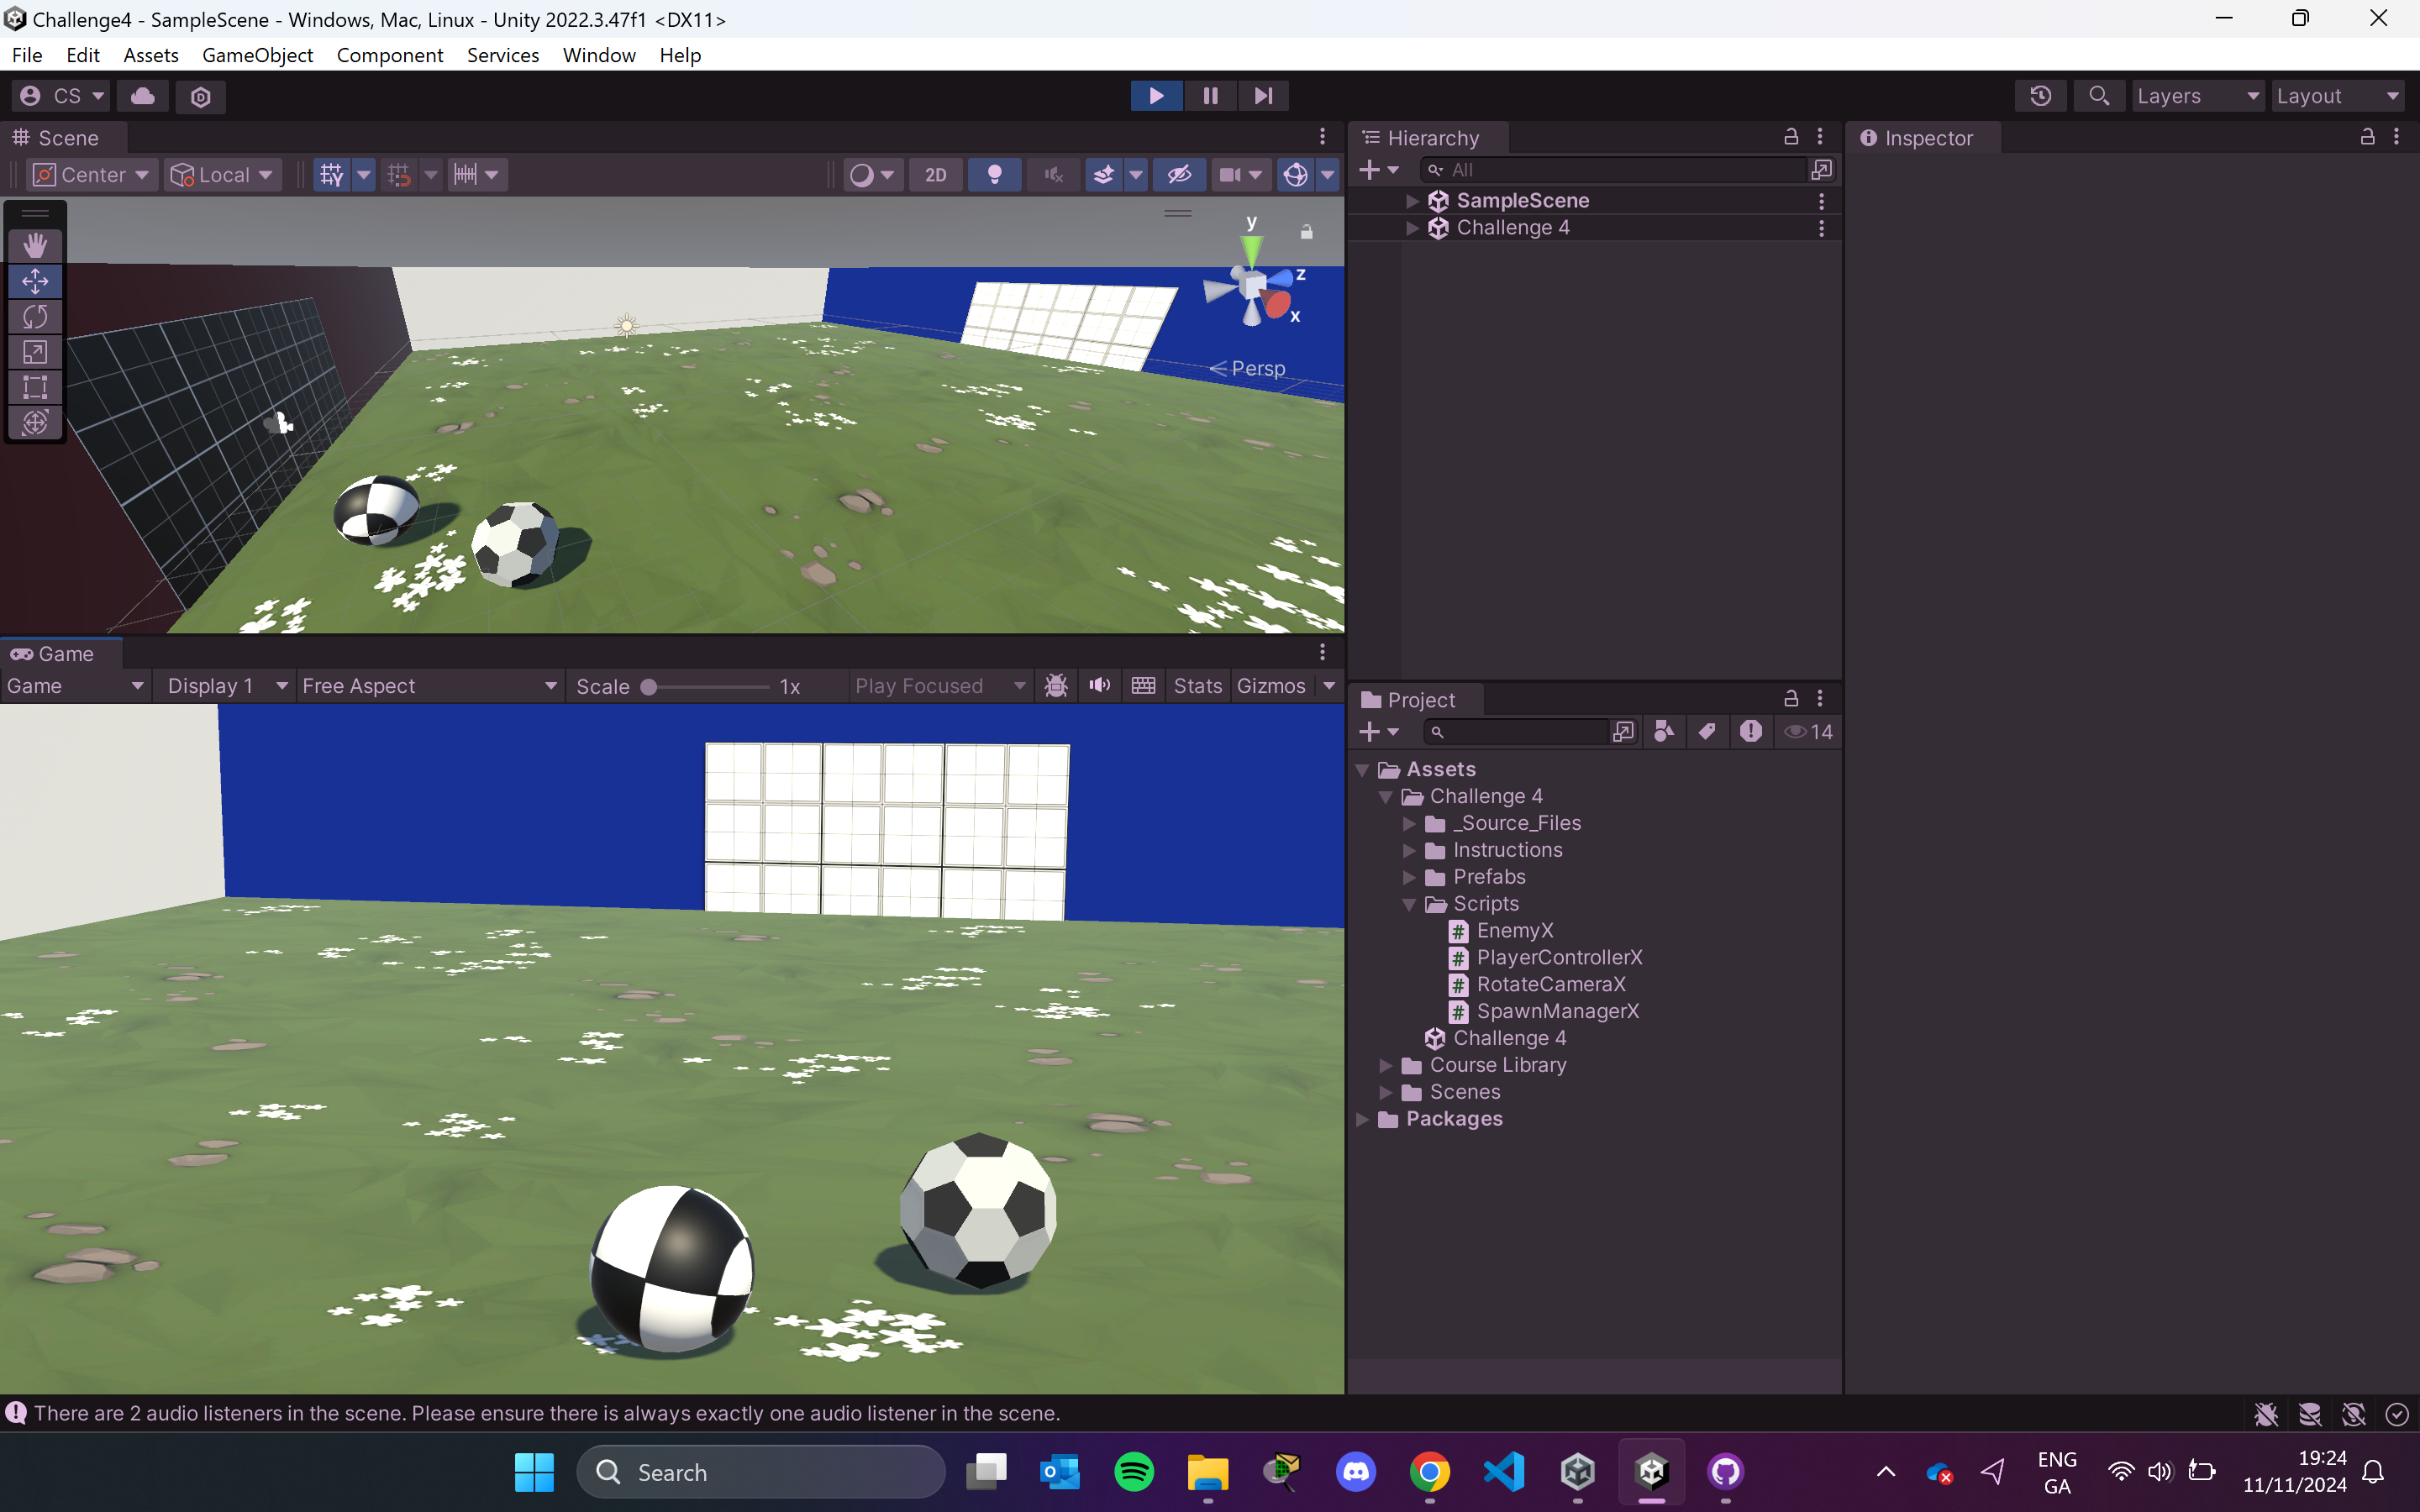 Challenge4 - SampleScene - Windows, Mac, Linux - Unity 2022.3.47f1 <DX11>
File Edit Assets GameObject Component Services Window Help
CS Layers Layout
Scene
Center Local 2D
y
z
x
Persp
Hierarchy
All
SampleScene
Challenge 4
Inspector
Game
Game Display 1 Free Aspect Scale 1x Play Focused Stats Gizmos
Project
14
Assets
Challenge 4
_Source_Files
Instructions
Prefabs
Scripts
EnemyX
PlayerControllerX
RotateCameraX
SpawnManagerX
Challenge 4
Course Library
Scenes
Packages
There are 2 audio listeners in the scene. Please ensure there is always exactly one audio listener in the scene.
Search
ENG
GA
19:24
11/11/2024